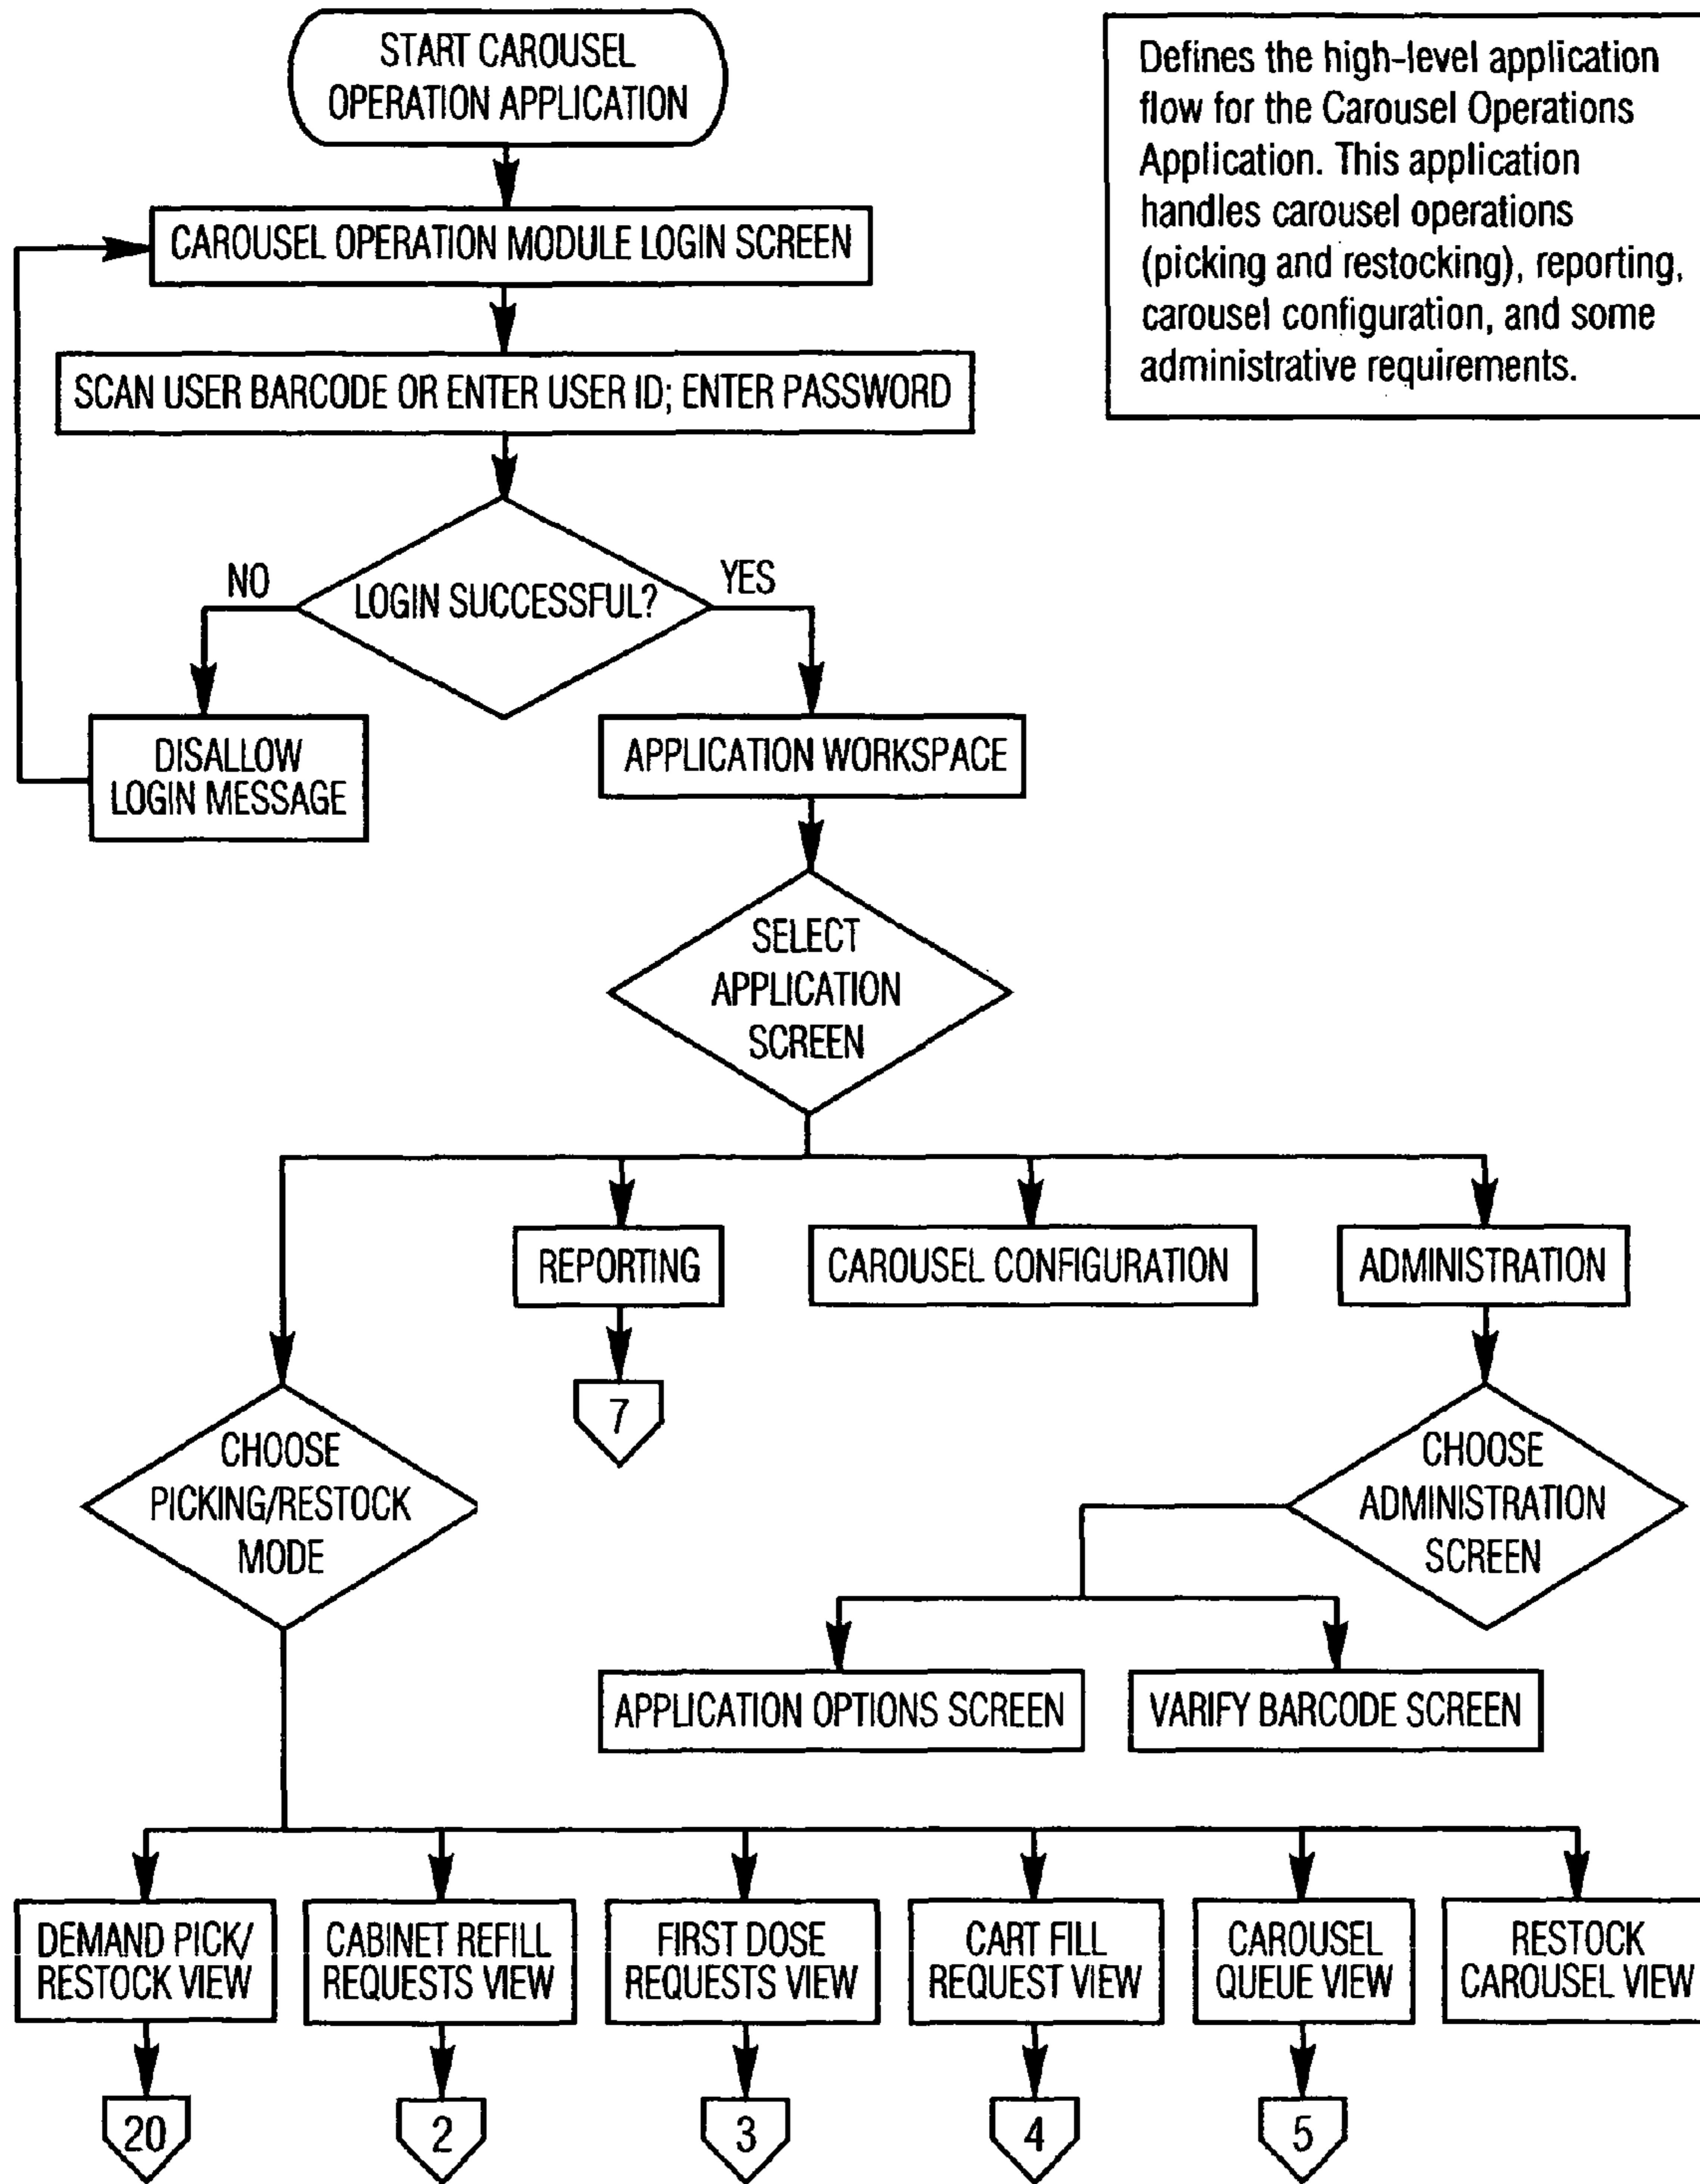 START CAROUSEL
OPERATION APPLICATION
Defines the high-level application
flow for the Carousel Operations
Application. This application
handles carousel operations
(picking and restocking), reporting,
carousel configuration, and some
administrative requirements.
CAROUSEL OPERATION MODULE LOGIN SCREEN
SCAN USER BARCODE OR ENTER USER ID; ENTER PASSWORD
NO
YES
LOGIN SUCCESSFUL?
DISALLOW
LOGIN MESSAGE
APPLICATION WORKSPACE
SELECT
APPLICATION
SCREEN
REPORTING
CAROUSEL CONFIGURATION
ADMINISTRATION
7
CHOOSE
PICKING/RESTOCK
MODE
CHOOSE
ADMINISTRATION
SCREEN
APPLICATION OPTIONS SCREEN
VARIFY BARCODE SCREEN
DEMAND PICK/
RESTOCK VIEW
CABINET REFILL
REQUESTS VIEW
FIRST DOSE
REQUESTS VIEW
CART FILL
REQUEST VIEW
CAROUSEL
QUEUE VIEW
RESTOCK
CAROUSEL VIEW
20
2
3
4
5